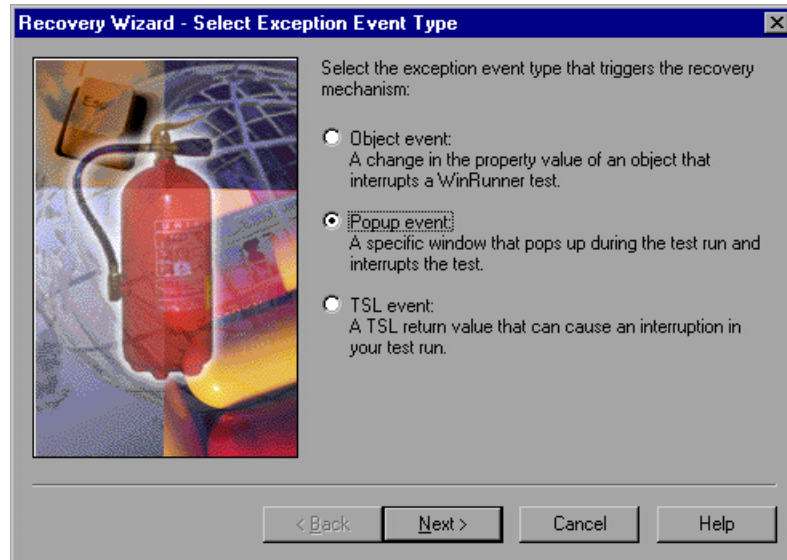 Recovery Wizard - Select Exception Event Type
Select the exception event type that triggers the recovery
mechanism:
Object event:
A change in the property value of an object that
interrupts a WinRunner test.
Popup event:
A specific window that pops up during the test run and
interrupts the test.
TSL event:
A TSL return value that can cause an interruption in
your test run.
Esc
< Back
Next >
Cancel
Help